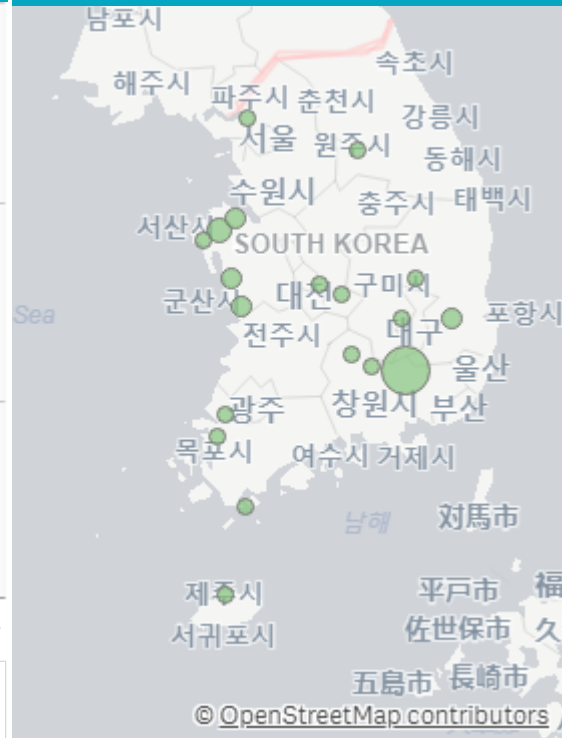 남포시
속초시
해주시
파주시 춘천시
강릉시
서울 원주시
동해시
수원시
충주시 태백시
서산시
SOUTH KOREA
대전 구미시
군산시
Sea
포항시
전주시
대구
울산
광주
창원시 부산
목포시
여수시 거제시
남해
対馬市
제주시
平戸市
福
서귀포시
佐世保市 久
五島市 長崎市
© OpenStreetMap contributors